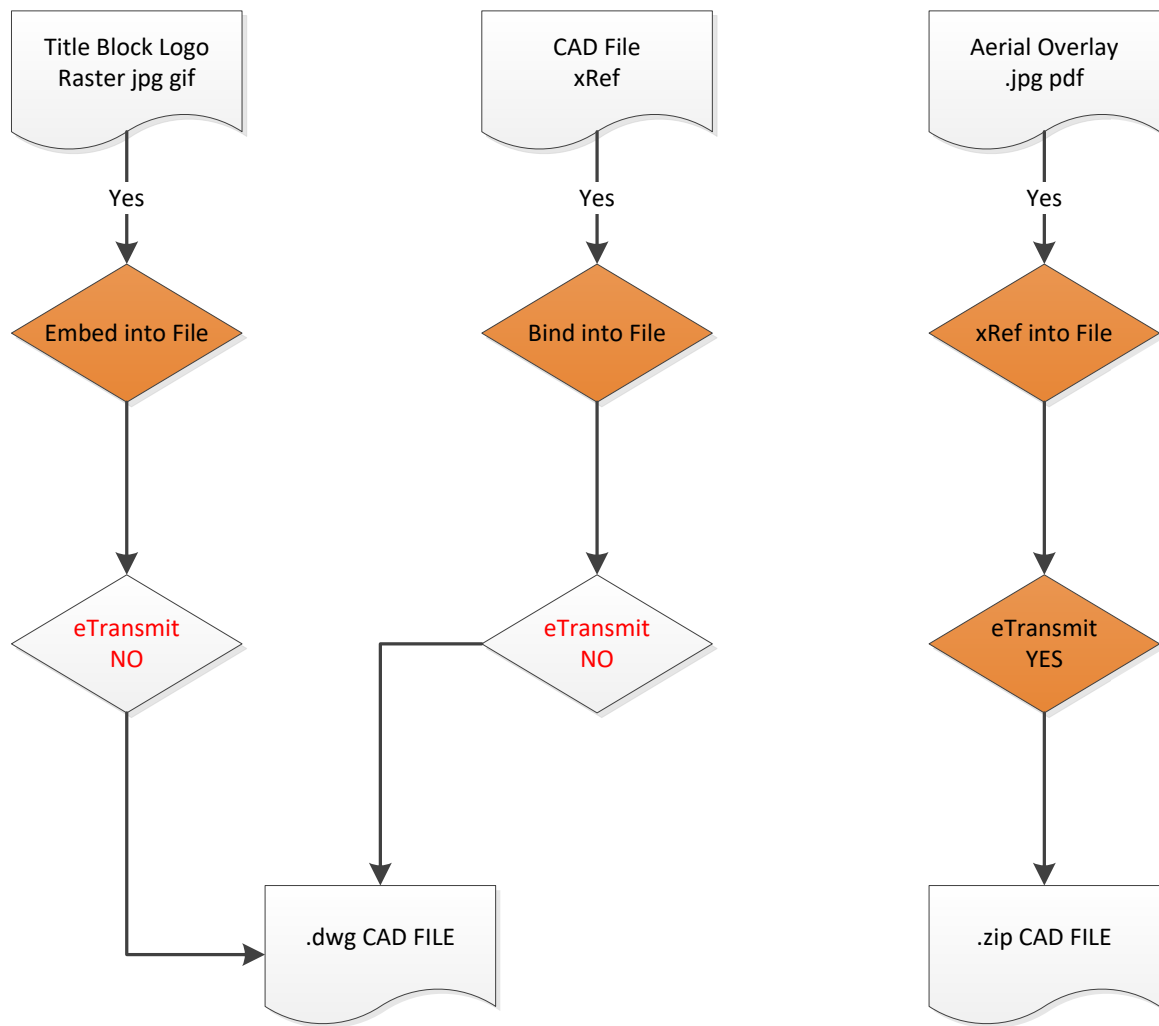 Title Block Logo
Raster jpg gif
CAD File
xRef
Aerial Overlay
.jpg pdf
Yes
Yes
Yes
Embed into File
Bind into File
xRef into File
eTransmit
NO
eTransmit
NO
eTransmit
YES
.dwg CAD FILE
.zip CAD FILE